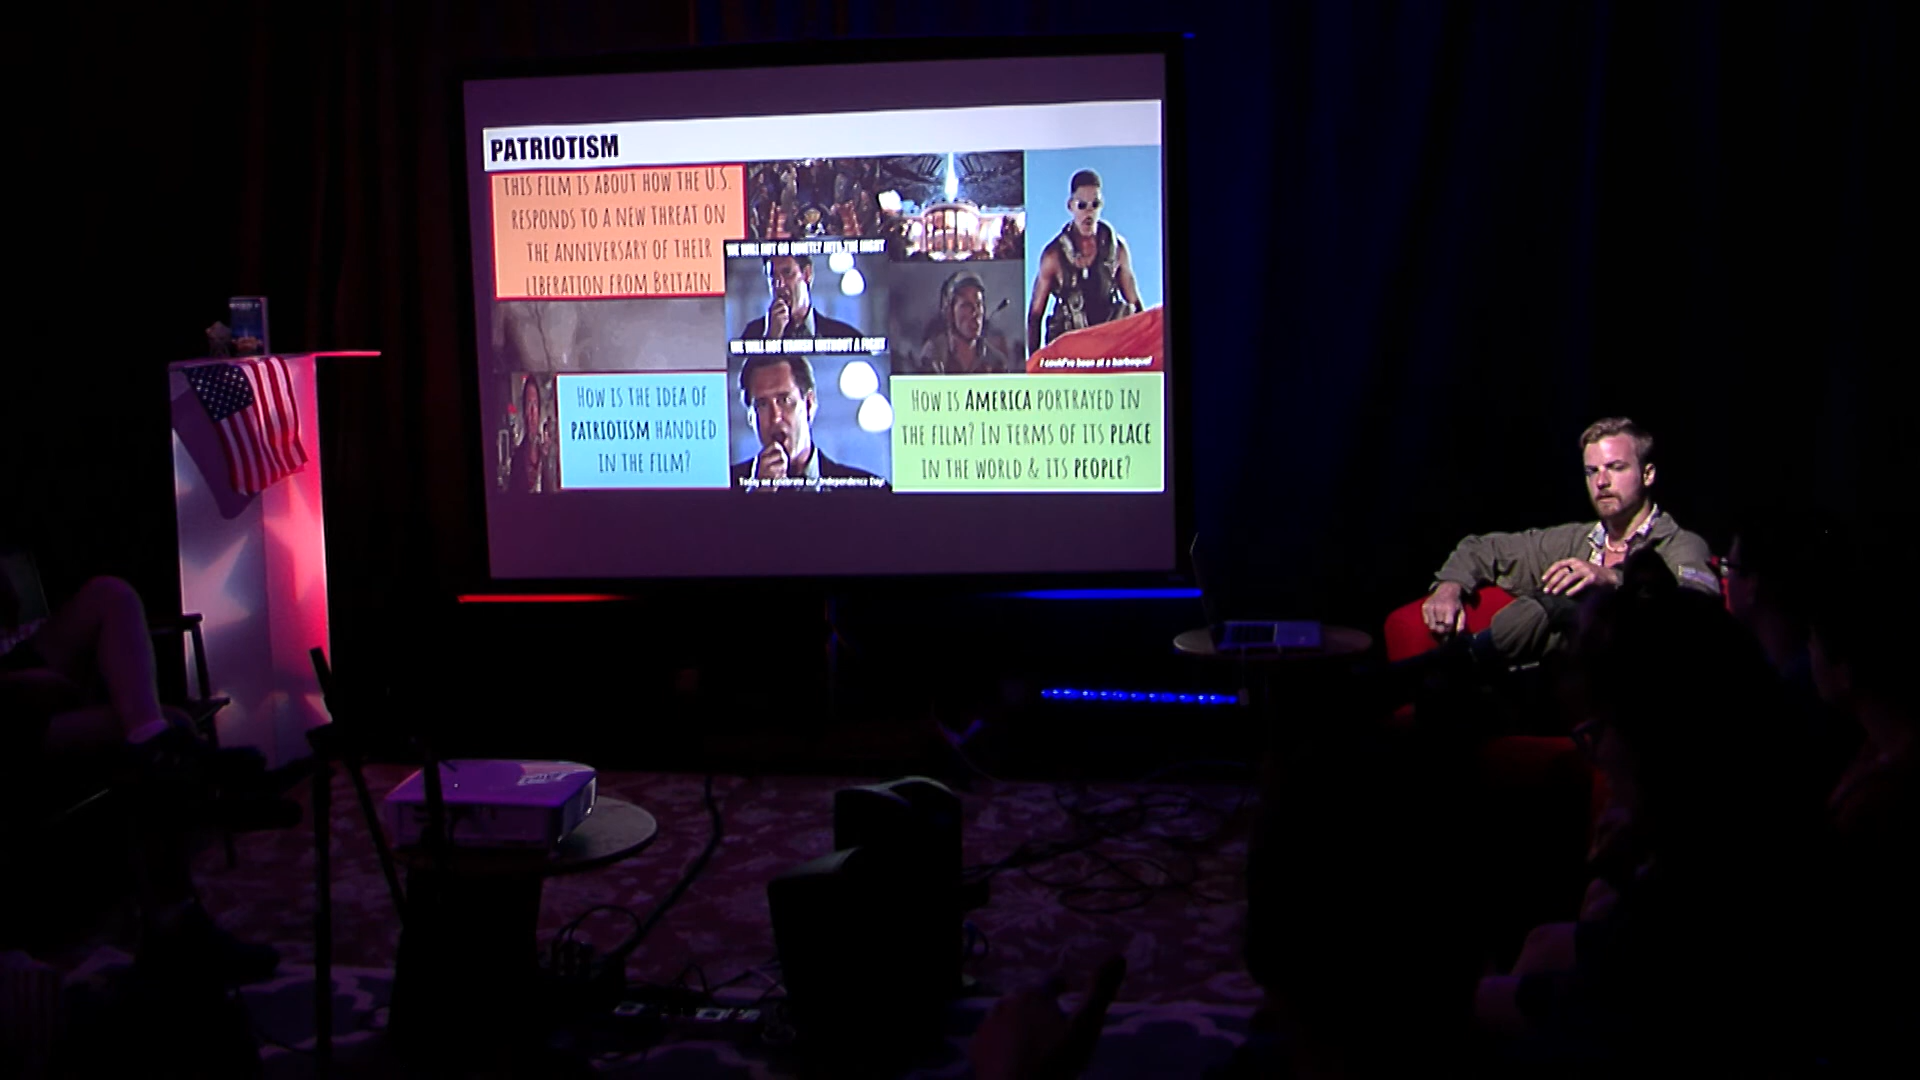 PATRIOTISM
THIS FILM IS ABOUT HOW THE U.S.
RESPONDS TO A NEW THREAT ON
THE ANNIVERSARY OF THEIR
LIBERATION FROM BRITAIN
WE WILL NOT GO QUIETLY INTO THE NIGHT
WE WILL NOT VANISH WITHOUT A FIGHT
Today we celebrate our Independence Day!
I could've been at a barbeque!
HOW IS THE IDEA OF
PATRIOTISM HANDLED
IN THE FILM?
HOW IS AMERICA PORTRAYED IN
THE FILM? IN TERMS OF ITS PLACE
IN THE WORLD & ITS PEOPLE?